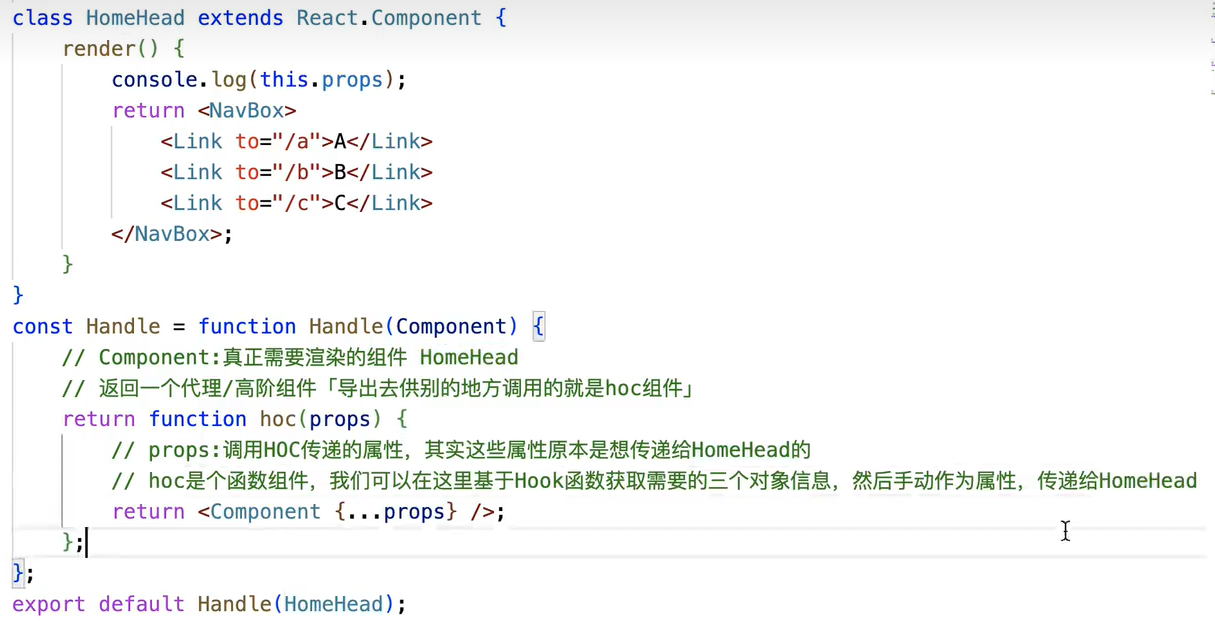 class HomeHead extends React.Component {
    render() {
        console.log(this.props);
        return <NavBox>
            <Link to="/a">A</Link>
            <Link to="/b">B</Link>
            <Link to="/c">C</Link>
        </NavBox>;
    }
}
const Handle = function Handle(Component) {
    // Component:真正需要渲染的组件 HomeHead
    // 返回一个代理/高阶组件「导出去供别的地方调用的就是hoc组件」
    return function hoc(props) {
        // props:调用HOC传递的属性，其实这些属性原本是想传递给HomeHead的
        // hoc是个函数组件，我们可以在这里基于Hook函数获取需要的三个对象信息，然后手动作为属性，传递给HomeHead
        return <Component {...props} />;
    };
};
export default Handle(HomeHead);